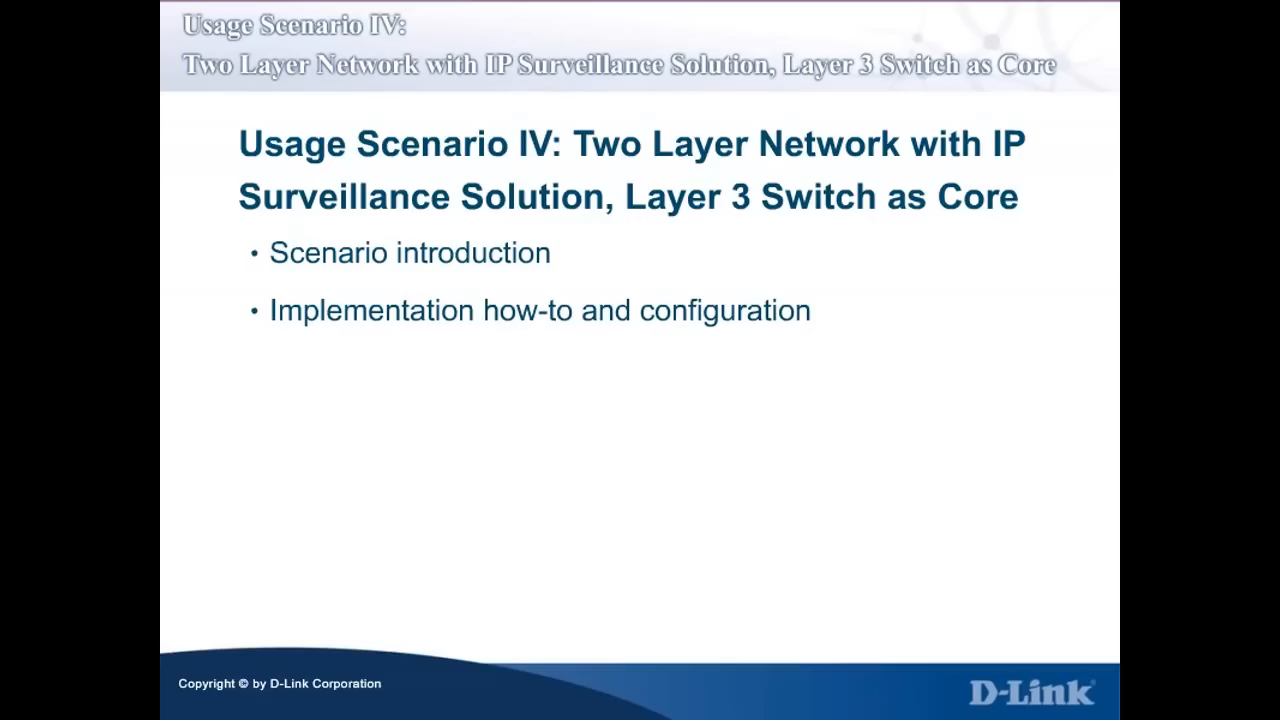 Usage Scenario IV:
Two Layer Network with IP Surveillance Solution, Layer 3 Switch as Core
Usage Scenario IV: Two Layer Network with IP
Surveillance Solution, Layer 3 Switch as Core
• Scenario introduction
• Implementation how-to and configuration
Copyright © by D-Link Corporation
D-Link®